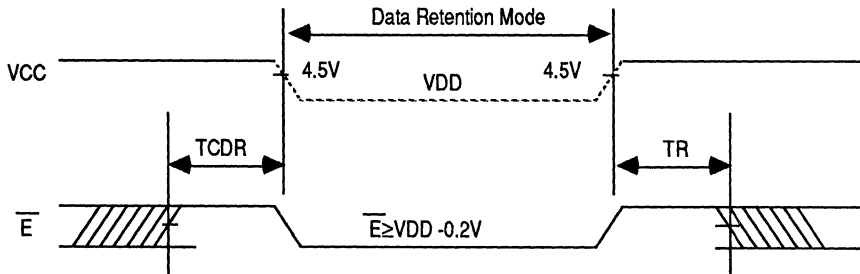 Data Retention Mode
VCC 4.5V VDD 4.5V
TCDR TR
E̅ E̅≥VDD -0.2V